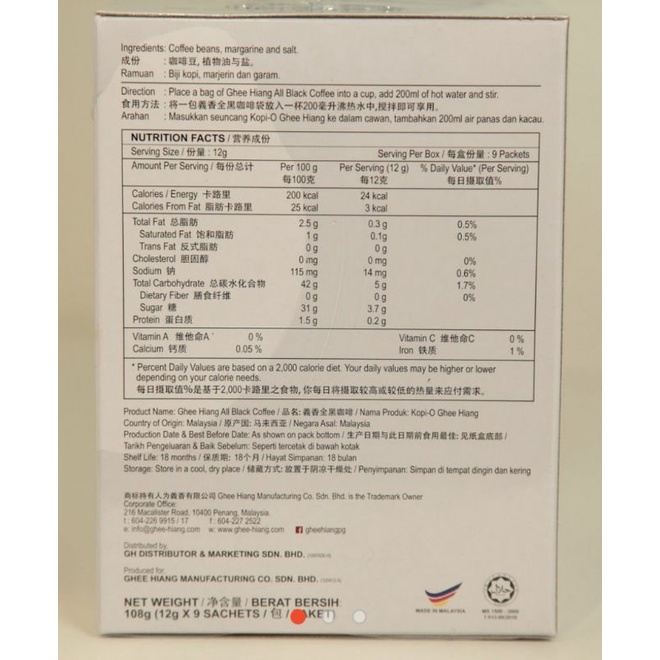 Ingredients: Coffee beans, margarine and salt.
成份 : 咖啡豆, 植物油与盐。
Ramuan : Biji kopi, marjerin dan garam.
Direction : Place a bag of Ghee Hiang All Black Coffee into a cup, add 200ml of hot water and stir.
食用方法 : 将一包義香全黑咖啡袋放入一杯200毫升沸热水中,搅拌即可享用。
Arahan : Masukkan seuncang Kopi-O Ghee Hiang ke dalam cawan, tambahkan 200ml air panas dan kacau.
NUTRITION FACTS / 营养成份
Serving Size / 份量 : 12g Serving Per Box / 每盒份量 : 9 Packets
Amount Per Serving / 每份总计 Per 100 g Per Serving (12 g) % Daily Value* (Per Serving)
每100克 每12克 每日摄取值%
Calories / Energy 卡路里 200 kcal 24 kcal
Calories From Fat 脂肪卡路里 25 kcal 3 kcal
Total Fat 总脂肪 2.5 g 0.3 g 0.5%
Saturated Fat 饱和脂肪 1 g 0.1g 0.5%
Trans Fat 反式脂肪 0 g 0 g
Cholesterol 胆固醇 0 mg 0 mg 0%
Sodium 钠 115 mg 14 mg 0.6%
Total Carbohydrate 总碳水化合物 42 g 5 g 1.7%
Dietary Fiber 膳食纤维 0 g 0 g 0%
Sugar 糖 31 g 3.7 g
Protein 蛋白质 1.5 g 0.2 g
Vitamin A 维他命A 0 % Vitamin C 维他命C 0 %
Calcium 钙质 0.05 % Iron 铁质 1 %
* Percent Daily Values are based on a 2,000 calorie diet. Your daily values may be higher or lower
depending on your calorie needs.
每日摄取值%是基于2,000卡路里之食物, 你每日将摄取较高或较低的热量来应付需求。
Product Name: Ghee Hiang All Black Coffee / 品名: 義香全黑咖啡 / Nama Produk: Kopi-O Ghee Hiang
Country of Origin: Malaysia / 原产国: 马来西亚 / Negara Asal: Malaysia
Production Date & Best Before Date: As shown on pack bottom / 生产日期与此日期前食用最佳: 见纸盒底部 /
Tarikh Pengeluaran & Baik Sebelum: Seperti tercetak di bawah kotak
Shelf Life: 18 months / 保质期: 18个月 / Hayat Simpanan: 18 bulan
Storage: Store in a cool, dry place / 储藏方式: 放置于阴凉干燥处 / Penyimpanan: Simpan di tempat dingin dan kering
商标持有人为義香有限公司 Ghee Hiang Manufacturing Co. Sdn. Bhd. is the Trademark Owner
Corporate Office:
216 Macalister Road, 10400 Penang, Malaysia.
t : 604-226 9915 / 17 f : 604-227 2522
e: info@ghee-hiang.com w: www.ghee-hiang.com gheehiangpg
Distributed by:
GH DISTRIBUTOR & MARKETING SDN. BHD.
Produced for:
GHEE HIANG MANUFACTURING CO. SDN. BHD.
NET WEIGHT / 净含量 / BERAT BERSIH:
108g (12g X 9 SACHETS / 包 /
MADE IN MALAYSIA